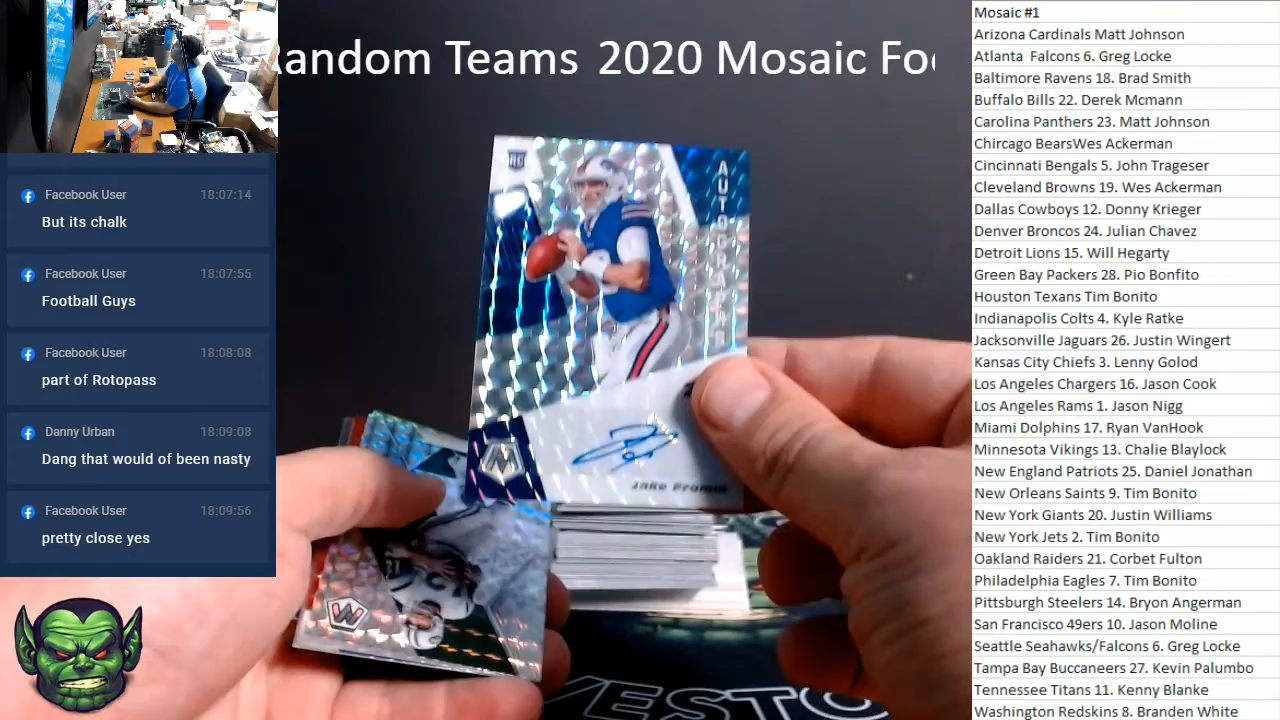 Random Teams 2020 Mosaic Foo
Facebook User 18:07:14
But its chalk
Facebook User 18:07:55
Football Guys
Facebook User 18:08:08
part of Rotopass
Danny Urban 18:09:08
Dang that would of been nasty
Facebook User 18:09:56
pretty close yes
RC
AUTOGRAPHS
Jake Fromm
Mosaic #1
Arizona Cardinals Matt Johnson
Atlanta  Falcons 6. Greg Locke
Baltimore Ravens 18. Brad Smith
Buffalo Bills 22. Derek Mcmann
Carolina Panthers 23. Matt Johnson
Chircago BearsWes Ackerman
Cincinnati Bengals 5. John Trageser
Cleveland Browns 19. Wes Ackerman
Dallas Cowboys 12. Donny Krieger
Denver Broncos 24. Julian Chavez
Detroit Lions 15. Will Hegarty
Green Bay Packers 28. Pio Bonfito
Houston Texans Tim Bonito
Indianapolis Colts 4. Kyle Ratke
Jacksonville Jaguars 26. Justin Wingert
Kansas City Chiefs 3. Lenny Golod
Los Angeles Chargers 16. Jason Cook
Los Angeles Rams 1. Jason Nigg
Miami Dolphins 17. Ryan VanHook
Minnesota Vikings 13. Chalie Blaylock
New England Patriots 25. Daniel Jonathan
New Orleans Saints 9. Tim Bonito
New York Giants 20. Justin Williams
New York Jets 2. Tim Bonito
Oakland Raiders 21. Corbet Fulton
Philadelphia Eagles 7. Tim Bonito
Pittsburgh Steelers 14. Bryon Angerman
San Francisco 49ers 10. Jason Moline
Seattle Seahawks/Falcons 6. Greg Locke
Tampa Bay Buccaneers 27. Kevin Palumbo
Tennessee Titans 11. Kenny Blanke
Washington Redskins 8. Branden White